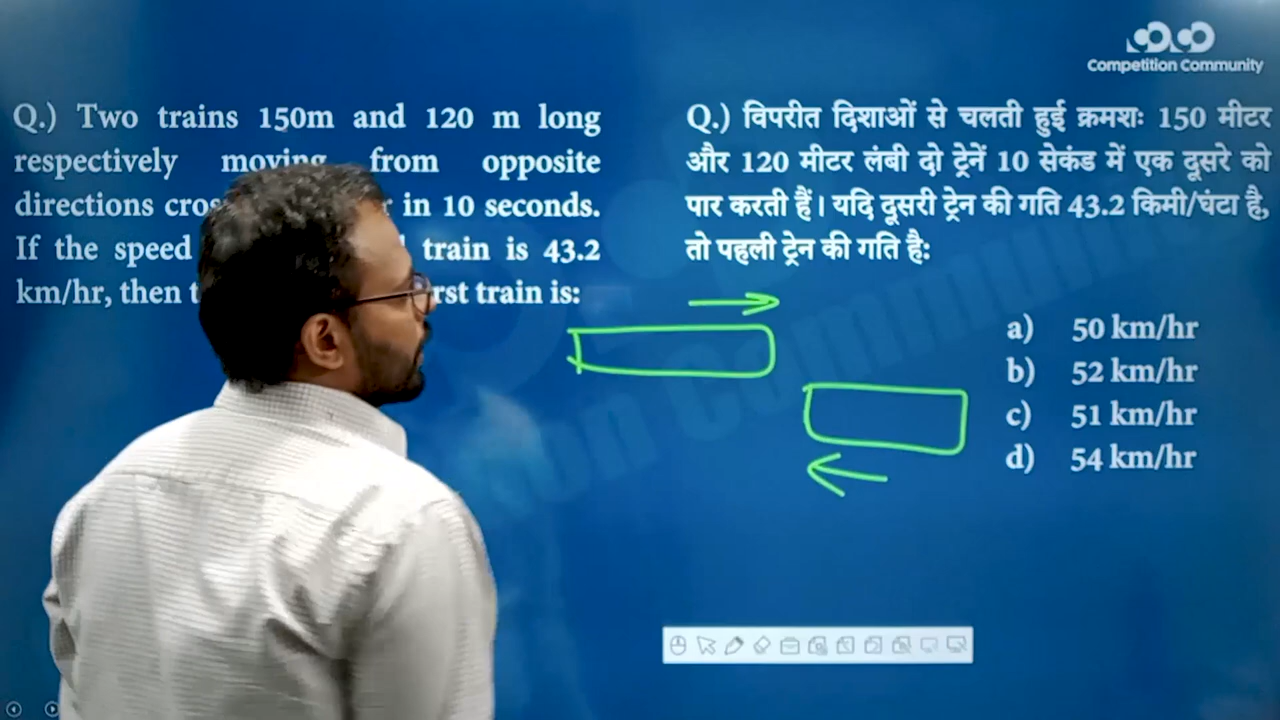 Competition Community
Q.) Two trains 150m and 120 m long
respectively moving from opposite
directions in 10 seconds.
If the speed train is 43.2
km/hr, then train is:
Q.) विपरीत दिशाओं से चलती हुई क्रमशः 150 मीटर
और 120 मीटर लंबी दो ट्रेनें 10 सेकंड में एक दूसरे को
पार करती हैं। यदि दूसरी ट्रेन की गति 43.2 किमी/घंटा है,
तो पहली ट्रेन की गति है:
a) 50 km/hr
b) 52 km/hr
c) 51 km/hr
d) 54 km/hr